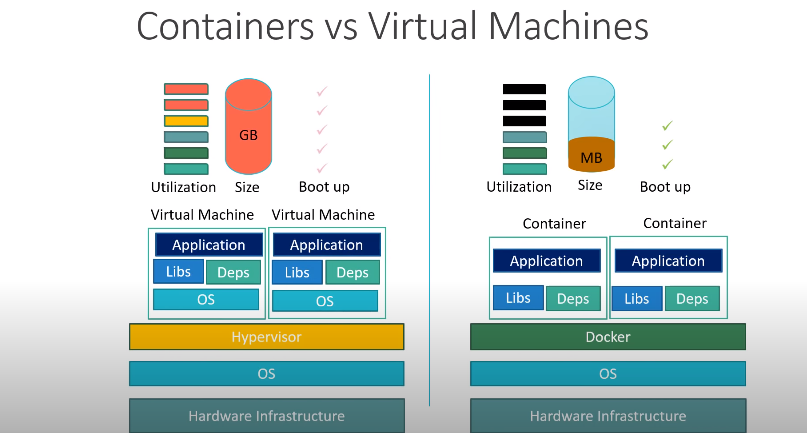 Containers vs Virtual Machines
GB
Utilization Size Boot up
Virtual Machine Virtual Machine
Application Application
Libs Deps Libs Deps
OS OS
Hypervisor
OS
Hardware Infrastructure
MB
Utilization Size Boot up
Container Container
Application Application
Libs Deps Libs Deps
Docker
OS
Hardware Infrastructure